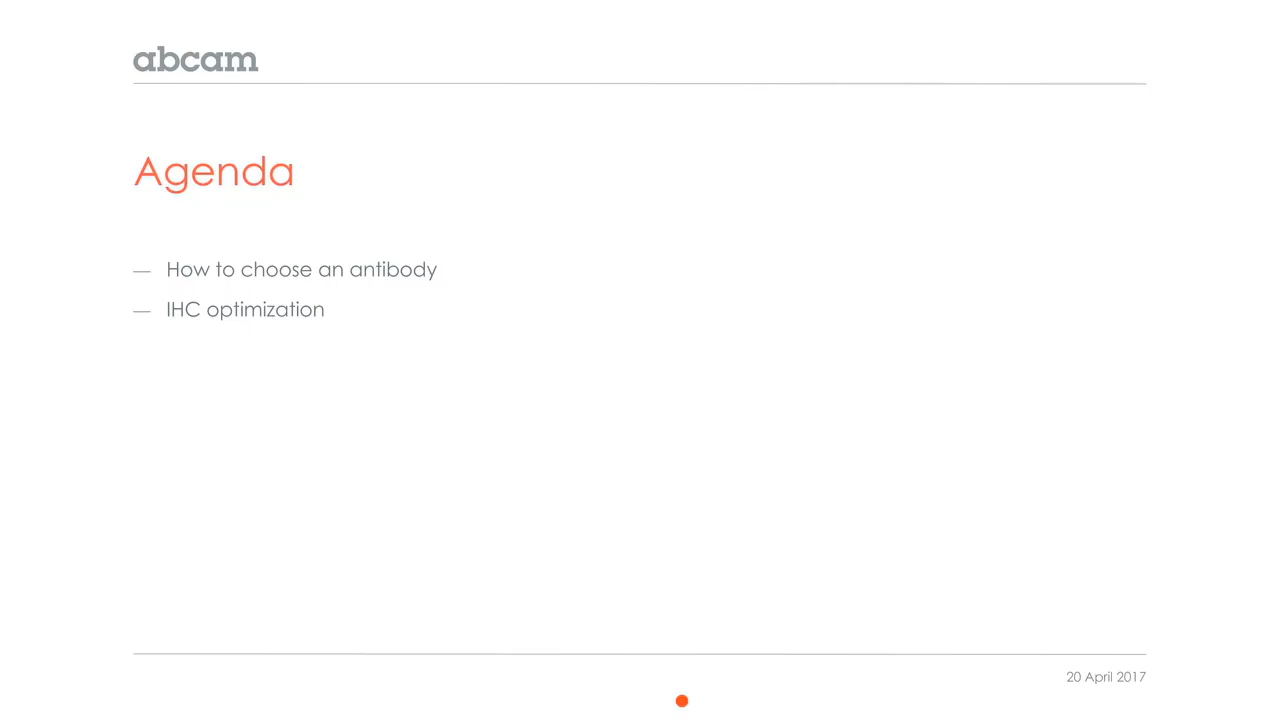 abcam
Agenda
— How to choose an antibody
— IHC optimization
20 April 2017